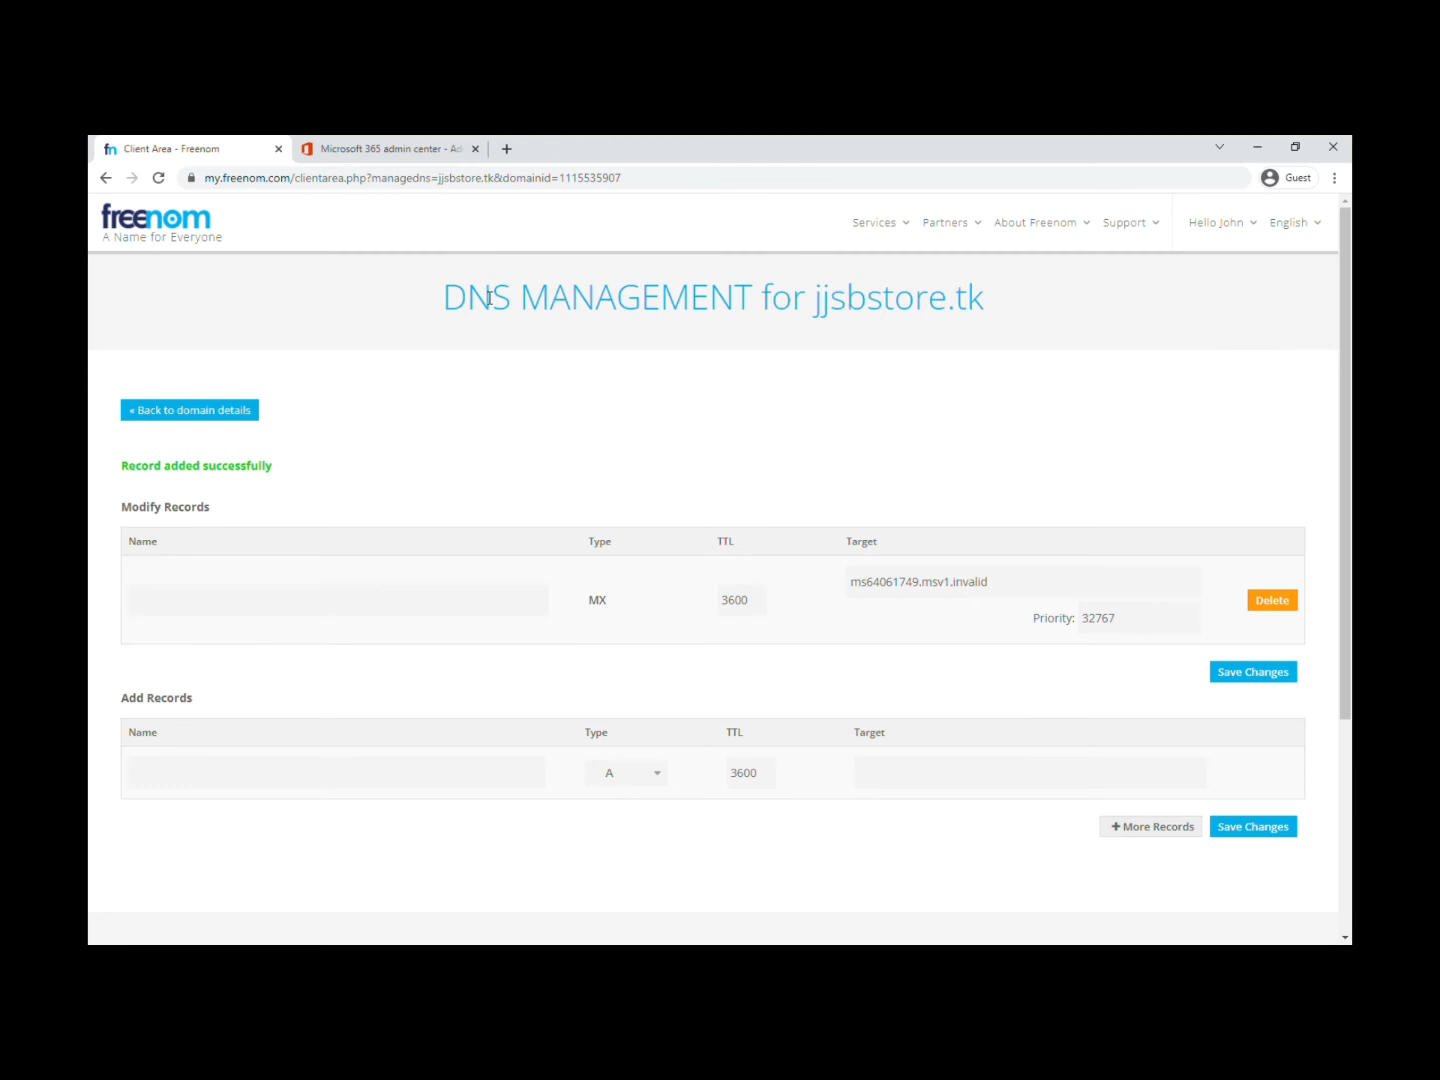 Client Area - Freenom
Microsoft 365 admin center - Ad
my.freenom.com/clientarea.php?managedns=jjsbstore.tk&domainid=1115535907
Guest
freenom
A Name for Everyone
Services
Partners
About Freenom
Support
Hello John
English
DNS MANAGEMENT for jjsbstore.tk
« Back to domain details
Record added successfully
Modify Records
Name Type TTL Target
ms64061749.msv1.invalid
MX 3600 Delete
Priority: 32767
Save Changes
Add Records
Name Type TTL Target
A 3600
+ More Records Save Changes